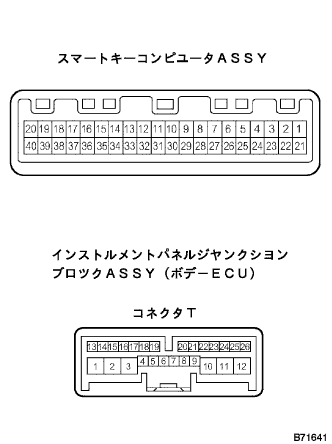 スマートキーコンピユータＡＳＳＹ
20 19 18 17 16 15 14 13 12 11 10 9 8 7 6 5 4 3 2 1
40 39 38 37 36 35 34 33 32 31 30 29 28 27 26 25 24 23 22 21
インストルメントパネルジヤンクシヨン
ブロツクＡＳＳＹ（ボデーＥＣＵ）
コネクタＴ
13 14 15 16 17 18 19 20 21 22 23 24 25 26
1 2 3 4 5 6 7 8 9 10 11 12
B71641